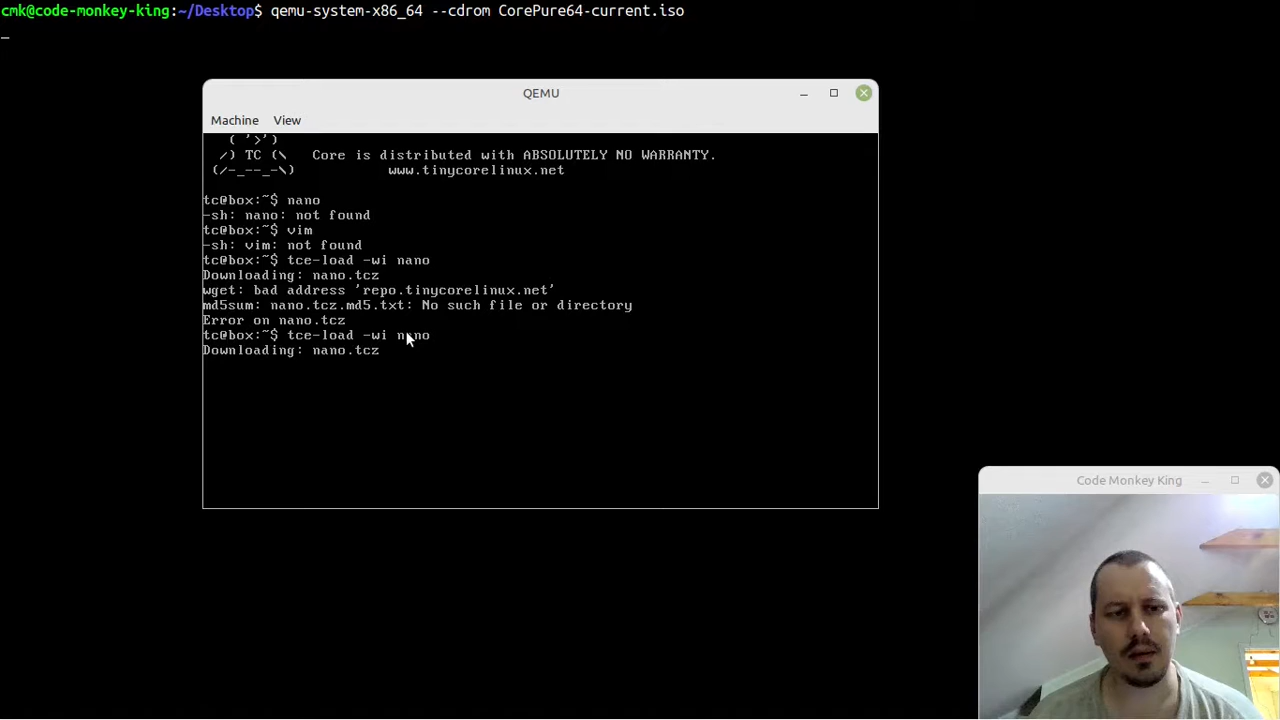 cmk@code-monkey-king:~/Desktop$ qemu-system-x86_64 --cdrom CorePure64-current.iso
QEMU
Machine View
( '>')
/) TC (\ Core is distributed with ABSOLUTELY NO WARRANTY.
(/-_--_-\) www.tinycorelinux.net
tc@box:~$ nano
-sh: nano: not found
tc@box:~$ vim
-sh: vim: not found
tc@box:~$ tce-load -wi nano
Downloading: nano.tcz
wget: bad address 'repo.tinycorelinux.net'
md5sum: nano.tcz.md5.txt: No such file or directory
Error on nano.tcz
tc@box:~$ tce-load -wi nano
Downloading: nano.tcz
Code Monkey King